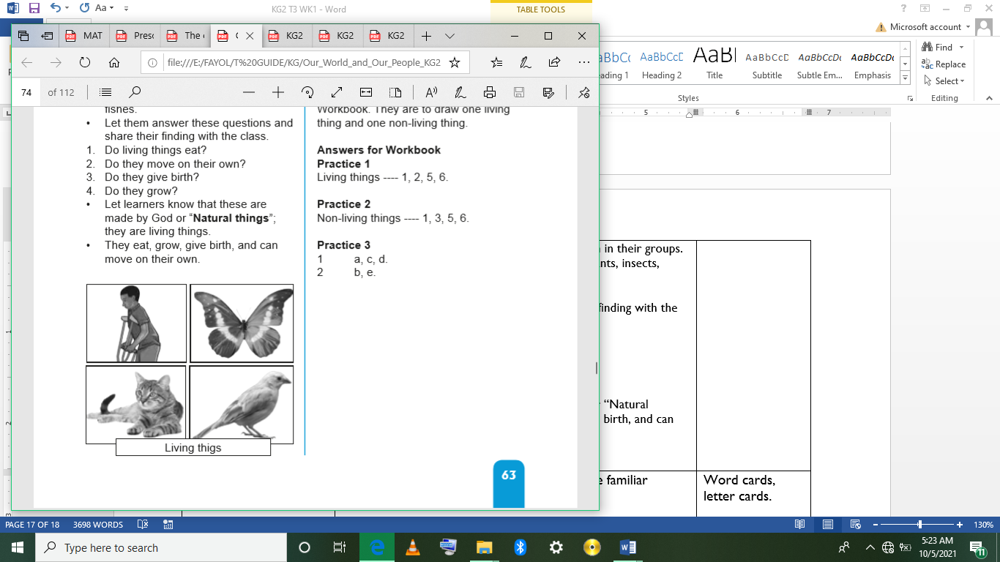 KG2 T3 WK1 - Word
TABLE TOOLS
Aa
Microsoft account
MAT
Presc
The
KG2
KG2
KG2
file:///E:/FAYOL/T%20GUIDE/KG/Our_World_and_Our_People_KG2
74 of 112
fishes.
• Let them answer these questions and
share their finding with the class.
1. Do living things eat?
2. Do they move on their own?
3. Do they give birth?
4. Do they grow?
• Let learners know that these are
made by God or “Natural things”;
they are living things.
• They eat, grow, give birth, and can
move on their own.
Living thigs
Workbook. They are to draw one living
thing and one non-living thing.
Answers for Workbook
Practice 1
Living things ---- 1, 2, 5, 6.
Practice 2
Non-living things ---- 1, 3, 5, 6.
Practice 3
1 a, c, d.
2 b, e.
63
AaBbCcD AaBbCcDc AaBbCcDc
Heading 2 Title Subtitle Subtle Em... Emphasis
Styles
Find
Replace
Select
Editing
5 6 7
in their groups.
insects,
finding with the
“Natural
birth, and can
familiar
Word cards,
letter cards.
PAGE 17 OF 18 3698 WORDS
130%
Type here to search
5:23 AM
10/5/2021
11